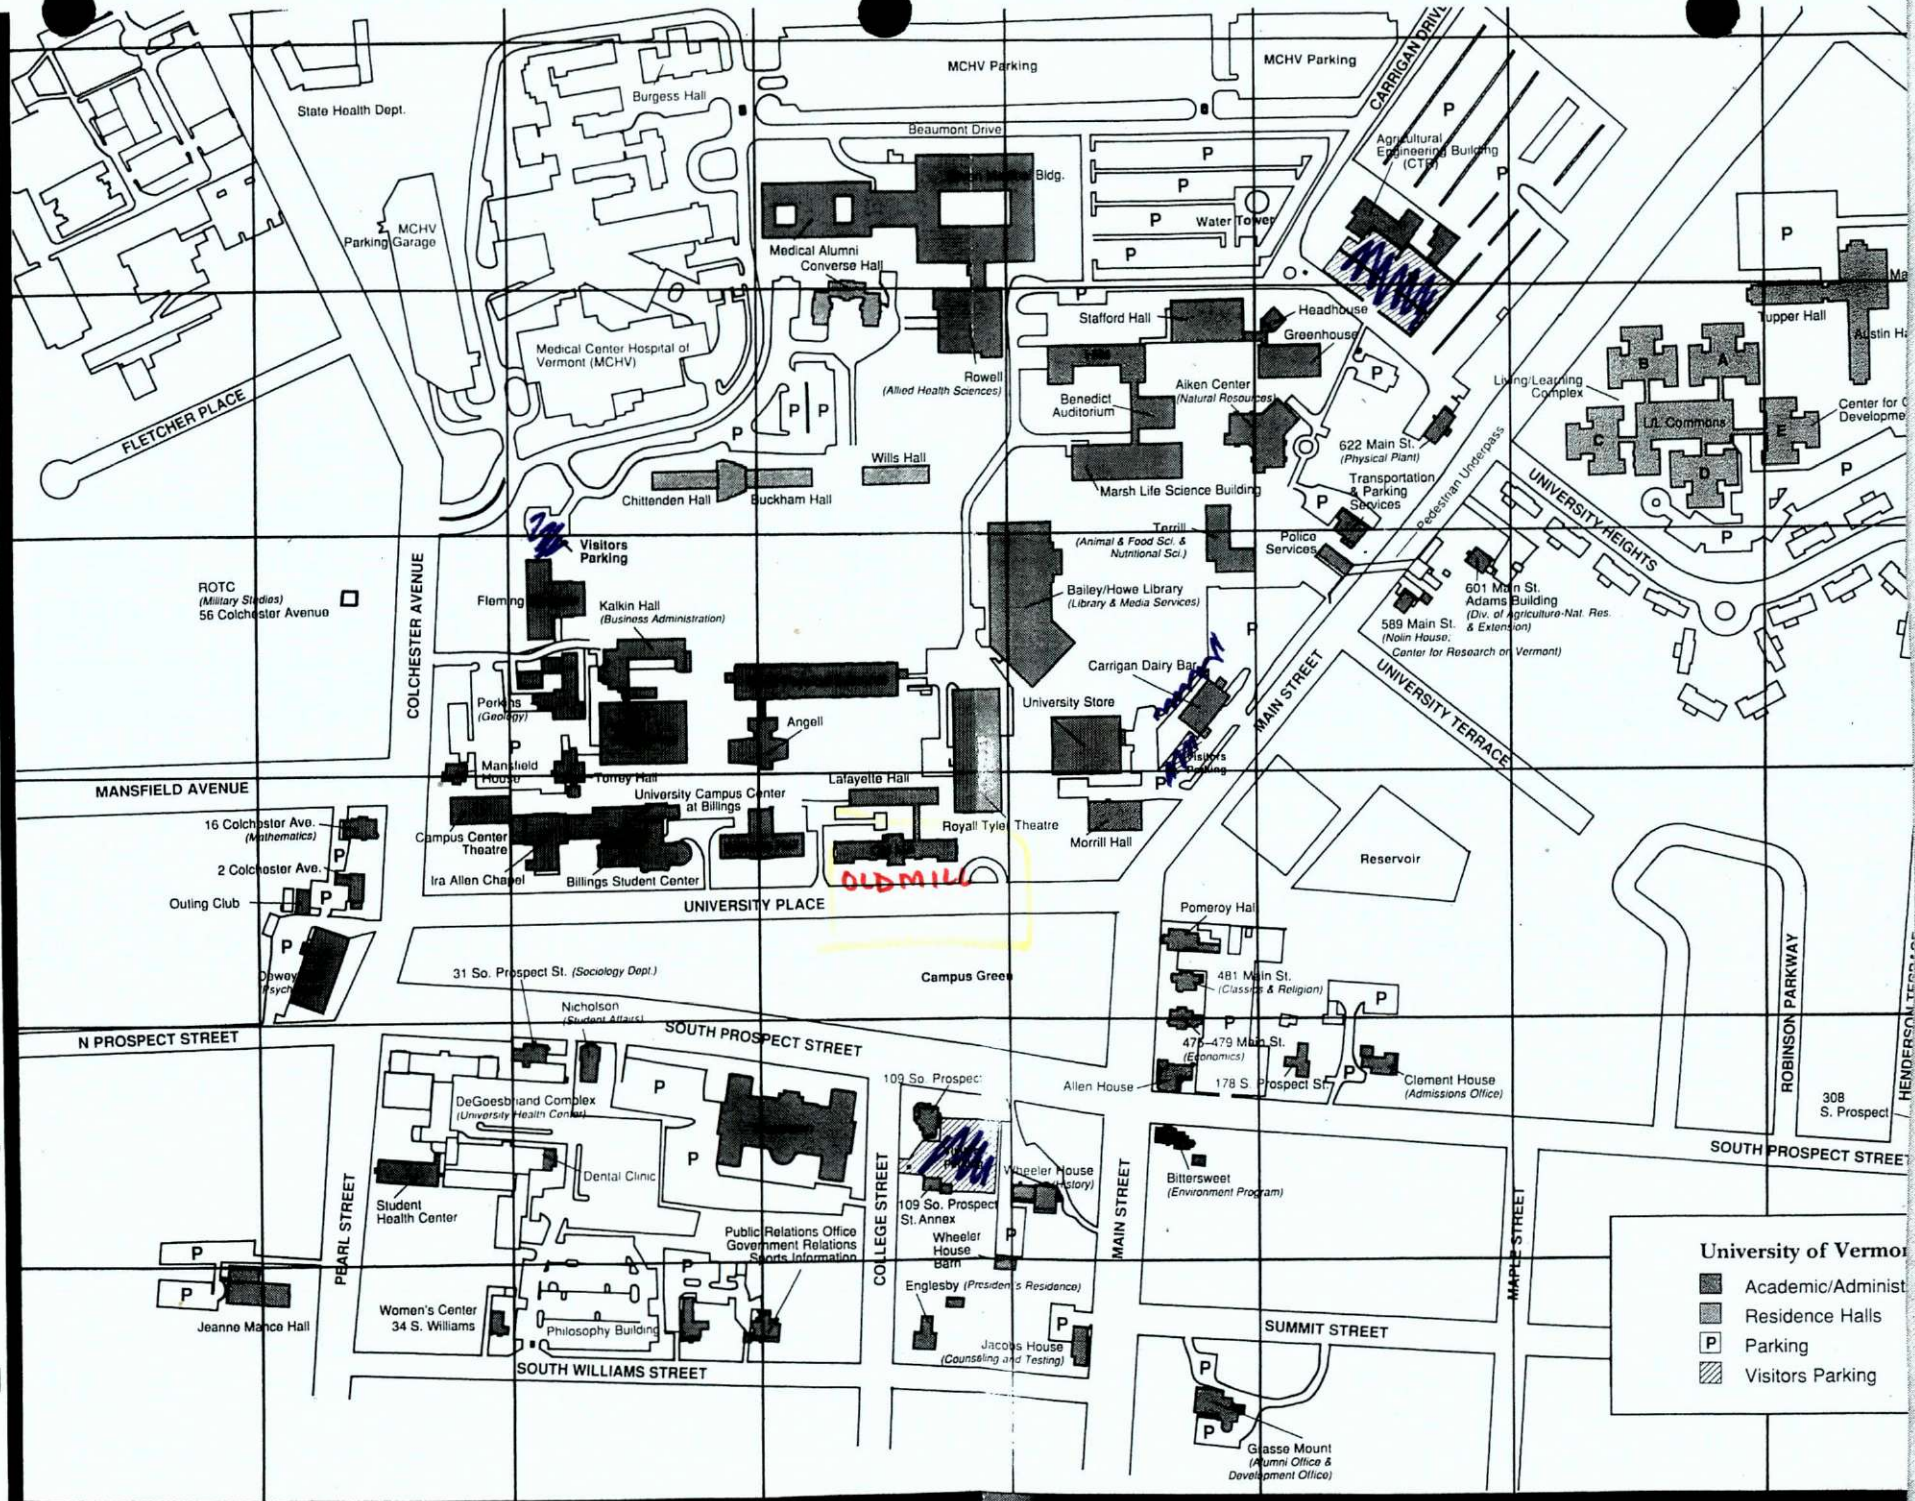 MCHV Parking
MCHV Parking
CARRIGAN DRIVE
State Health Dept.
Burgess Hall
P
Beaumont Drive
Agricultural
Engineering Building
(CTR)
P
P
P
P
P
Water Tower
Bldg.
MCHV
Parking Garage
Medical Alumni
Converse Hall
P
P
Stafford Hall
Headhouse
Greenhouse
Tupper Hall
Medical Center Hospital of
Vermont (MCHV)
B
A
Living/Learning
Complex
Rowell
(Allied Health Sciences)
Benedict
Auditorium
Aiken Center
(Natural Resources)
P
Center for
C
L/L Commons
E
D
FLETCHER PLACE
P
P
P
622 Main St.
(Physical Plant)
Pedestrian Underpass
P
Wills Hall
Chittenden Hall
Buckham Hall
Marsh Life Science Building
Transportation
& Parking
Services
P
UNIVERSITY HEIGHTS
P
Visitors
Parking
Terrill
(Animal & Food Sci. &
Nutritional Sci.)
Police
Services
ROTC
(Military Studies)
56 Colchester Avenue
COLCHESTER AVENUE
Fleming
Kalkin Hall
(Business Administration)
Bailey/Howe Library
(Library & Media Services)
P
601 Main St.
Adams Building
(Div. of Agriculture-Nat. Res.
& Extension)
589 Main St.
(Nolin House;
Center for Research on Vermont)
Carrigan Dairy Bar
MAIN STREET
UNIVERSITY TERRACE
Perkins
(Geology)
P
Angell
University Store
Visitors
Parking
P
Mansfield
House
Torrey Hall
Lafayette Hall
MANSFIELD AVENUE
University Campus Center
at Billings
16 Colchester Ave.
(Mathematics)
P
Campus Center
Theatre
Royall Tyler Theatre
Morrill Hall
Reservoir
2 Colchester Ave.
P
Ira Allen Chapel
Billings Student Center
OLD MILL
Outing Club
UNIVERSITY PLACE
Pomeroy Hall
P
Dewey
31 So. Prospect St. (Sociology Dept.)
Campus Green
481 Main St.
(Classics & Religion)
P
ROBINSON PARKWAY
HENDERSON TERRACE
Nicholson
(Student Affairs)
N PROSPECT STREET
SOUTH PROSPECT STREET
P
475-479 Main St.
(Economics)
P
109 So. Prospect
Allen House
178 S. Prospect St.
P
Clement House
(Admissions Office)
308
S. Prospect
DeGoesbriand Complex
(University Health Center)
P
Dental Clinic
Wheeler House
(History)
SOUTH PROSPECT STREET
Bittersweet
(Environment Program)
Student
Health Center
PEARL STREET
COLLEGE STREET
109 So. Prospect
St. Annex
P
MAIN STREET
MAPLE STREET
P
Public Relations Office
Government Relations
Sports Information
Wheeler
House
Barn
P
P
Englesby (President's Residence)
University of Vermo
Academic/Administ
Residence Halls
P Parking
Visitors Parking
Jeanne Mance Hall
Women's Center
34 S. Williams
Philosophy Building
P
Jacobs House
(Counseling and Testing)
SUMMIT STREET
SOUTH WILLIAMS STREET
P
P
Grasse Mount
(Alumni Office &
Development Office)